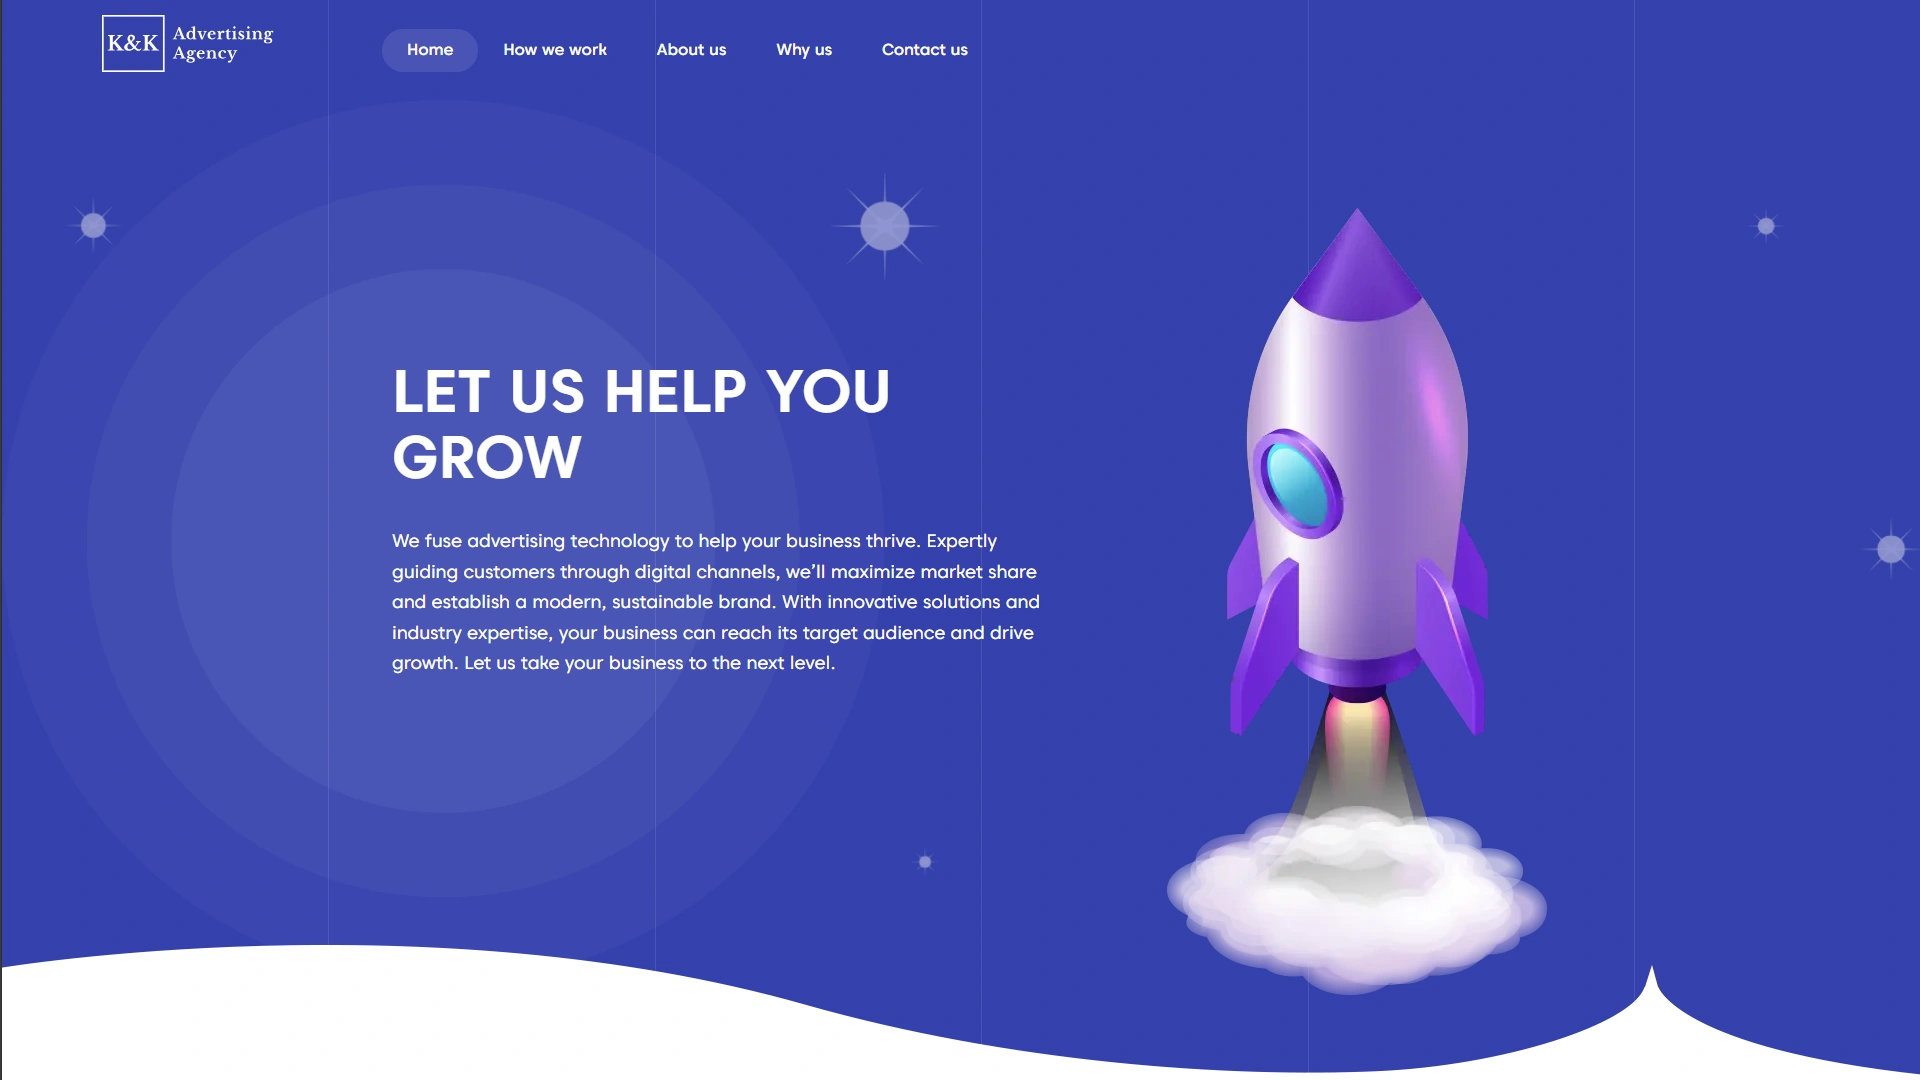 K&K
Advertising
Agency
Home How we work About us Why us Contact us
LET US HELP YOU
GROW
We fuse advertising technology to help your business thrive. Expertly
guiding customers through digital channels, we’ll maximize market share
and establish a modern, sustainable brand. With innovative solutions and
industry expertise, your business can reach its target audience and drive
growth. Let us take your business to the next level.